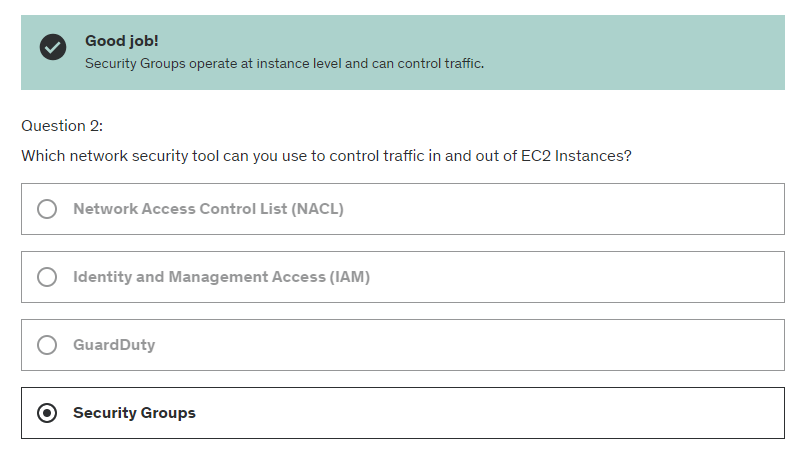 Good job!
Security Groups operate at instance level and can control traffic.
Question 2:
Which network security tool can you use to control traffic in and out of EC2 Instances?
Network Access Control List (NACL)
Identity and Management Access (IAM)
GuardDuty
Security Groups